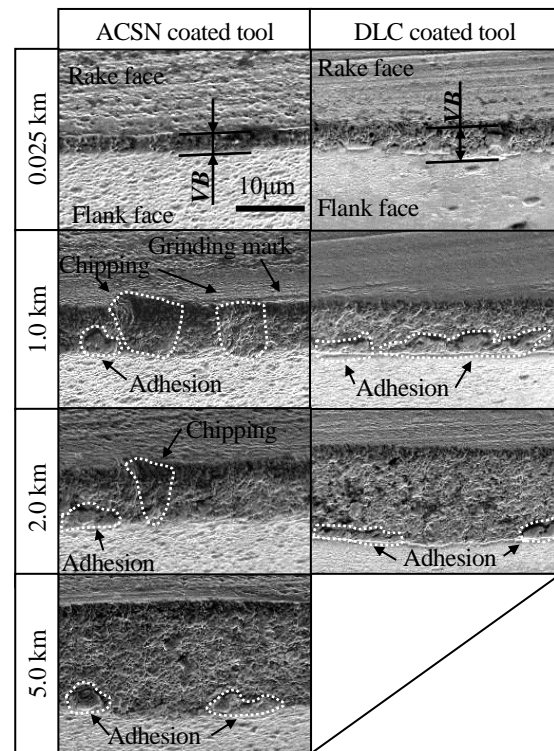 ACSN coated tool
DLC coated tool
0.025 km
Rake face
VB
VB
10μm
Flank face
Rake face
VB
Flank face
1.0 km
Grinding mark
Chipping
Adhesion
Adhesion
2.0 km
Chipping
Adhesion
Adhesion
5.0 km
Adhesion